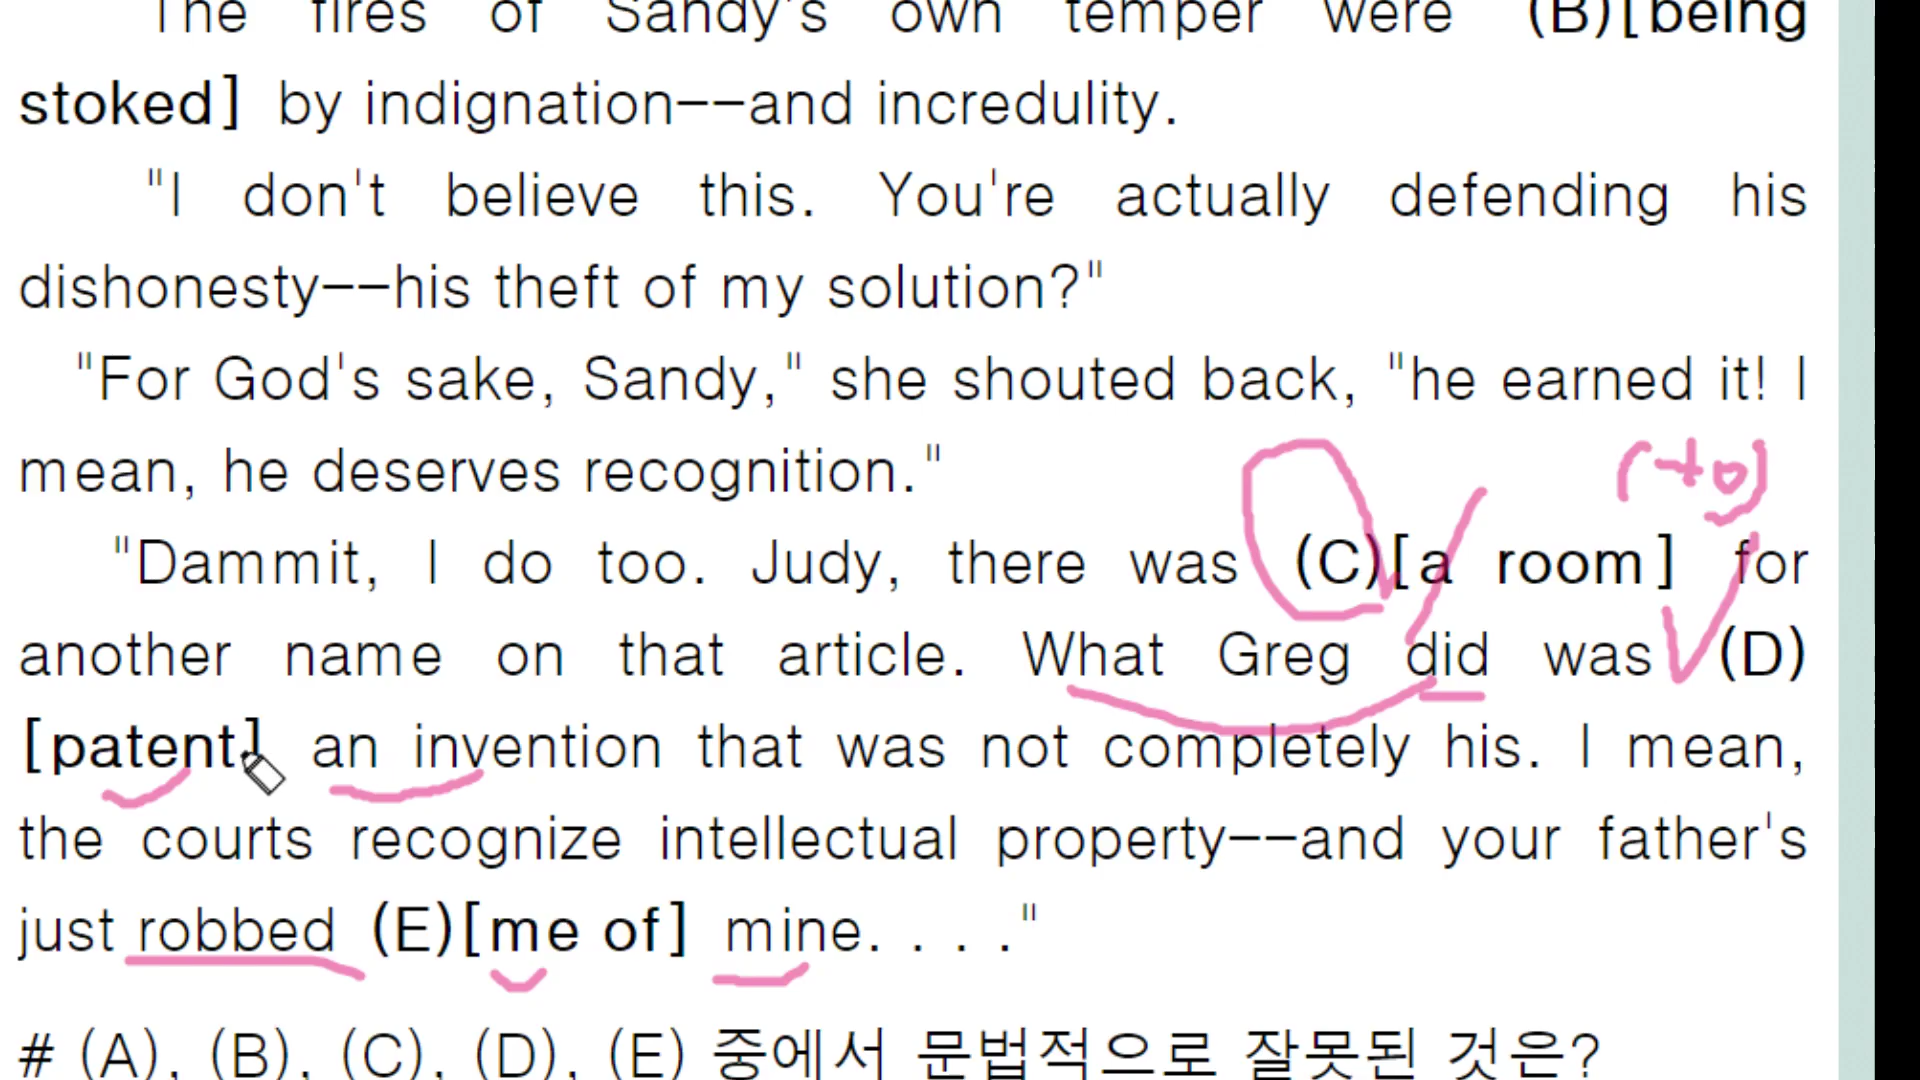 The fires of Sandy's own temper were (B)[being
stoked] by indignation--and incredulity.
"I don't believe this. You're actually defending his
dishonesty--his theft of my solution?"
"For God's sake, Sandy," she shouted back, "he earned it! I
mean, he deserves recognition."
(to)
"Dammit, I do too. Judy, there was (C)[a room] for
another name on that article. What Greg did was (D)
[patent] an invention that was not completely his. I mean,
the courts recognize intellectual property--and your father's
just robbed (E)[me of] mine. . . ."
# (A), (B), (C), (D), (E) 중에서 문법적으로 잘못된 것은?